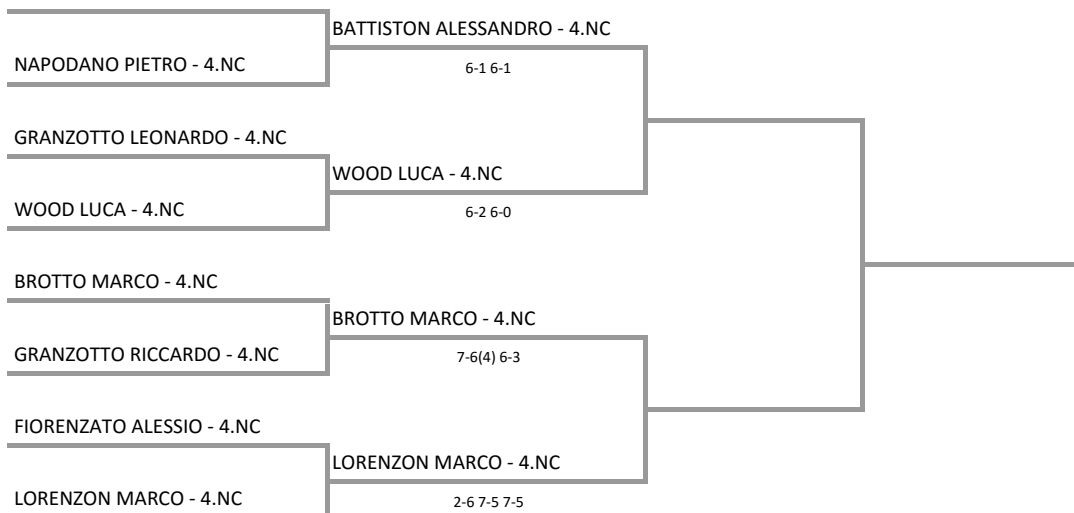 BATTISTON ALESSANDRO - 4.NC
NAPODANO PIETRO - 4.NC
6-1 6-1
GRANZOTTO LEONARDO - 4.NC
WOOD LUCA - 4.NC
WOOD LUCA - 4.NC
6-2 6-0
BROTTO MARCO - 4.NC
BROTTO MARCO - 4.NC
GRANZOTTO RICCARDO - 4.NC
7-6(4) 6-3
FIORENZATO ALESSIO - 4.NC
LORENZON MARCO - 4.NC
LORENZON MARCO - 4.NC
2-6 7-5 7-5